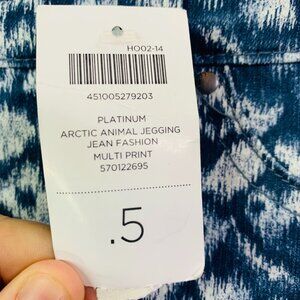 HO02-14
451005279203
PLATINUM
ARCTIC ANIMAL JEGGING
JEAN FASHION
MULTI PRINT
570122695
.5